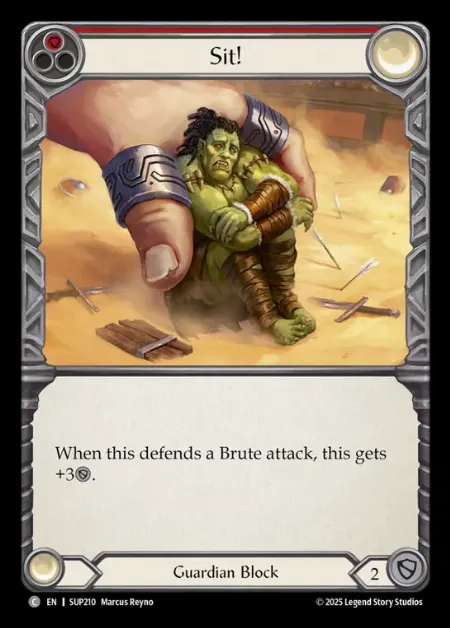 Sit!
When this defends a Brute attack, this gets
+3.
Guardian Block
2
C EN | SUP210 Marcus Reyno
© 2025 Legend Story Studios